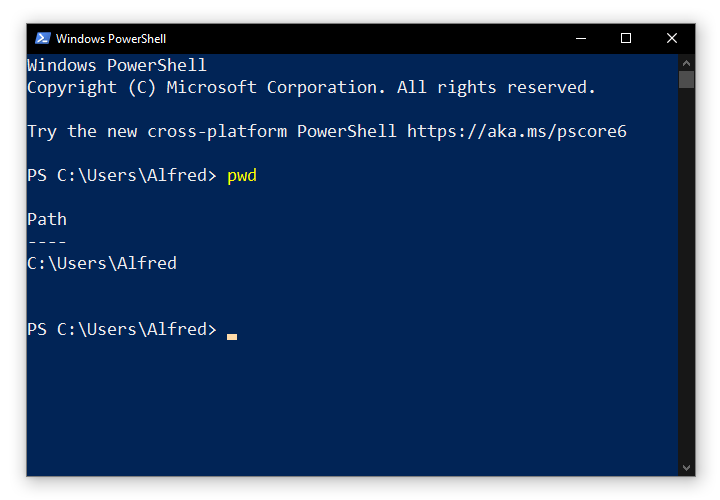 Windows PowerShell
Windows PowerShell
Copyright (C) Microsoft Corporation. All rights reserved.
Try the new cross-platform PowerShell https://aka.ms/pscore6
PS C:\Users\Alfred> pwd
Path
----
C:\Users\Alfred
PS C:\Users\Alfred>